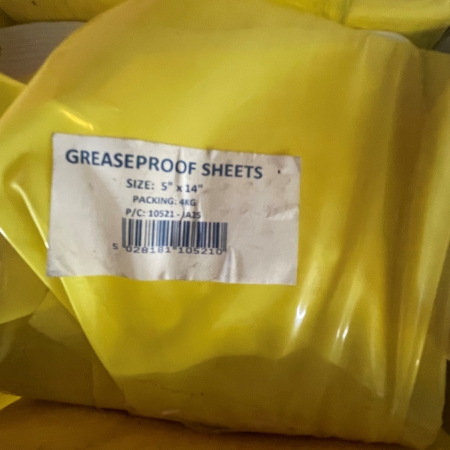 GREASEPROOF SHEETS
SIZE: 5" x 14"
PACKING: 4KG
P/C: 10521 - JA25
5 028181 105210